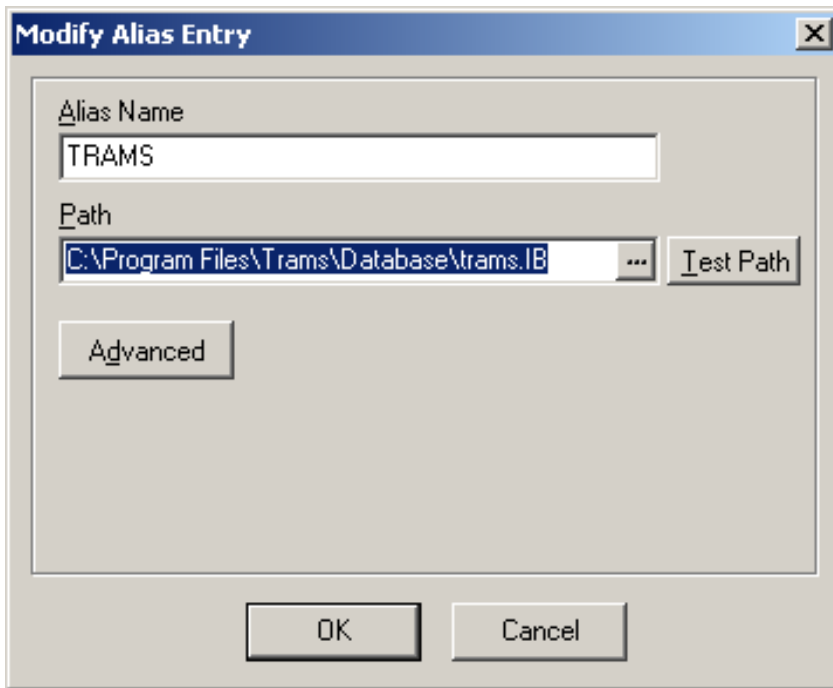 Modify Alias Entry
Alias Name
TRAMS
Path
C:\Program Files\Trams\Database\trams.IB ... Test Path
Advanced
OK Cancel